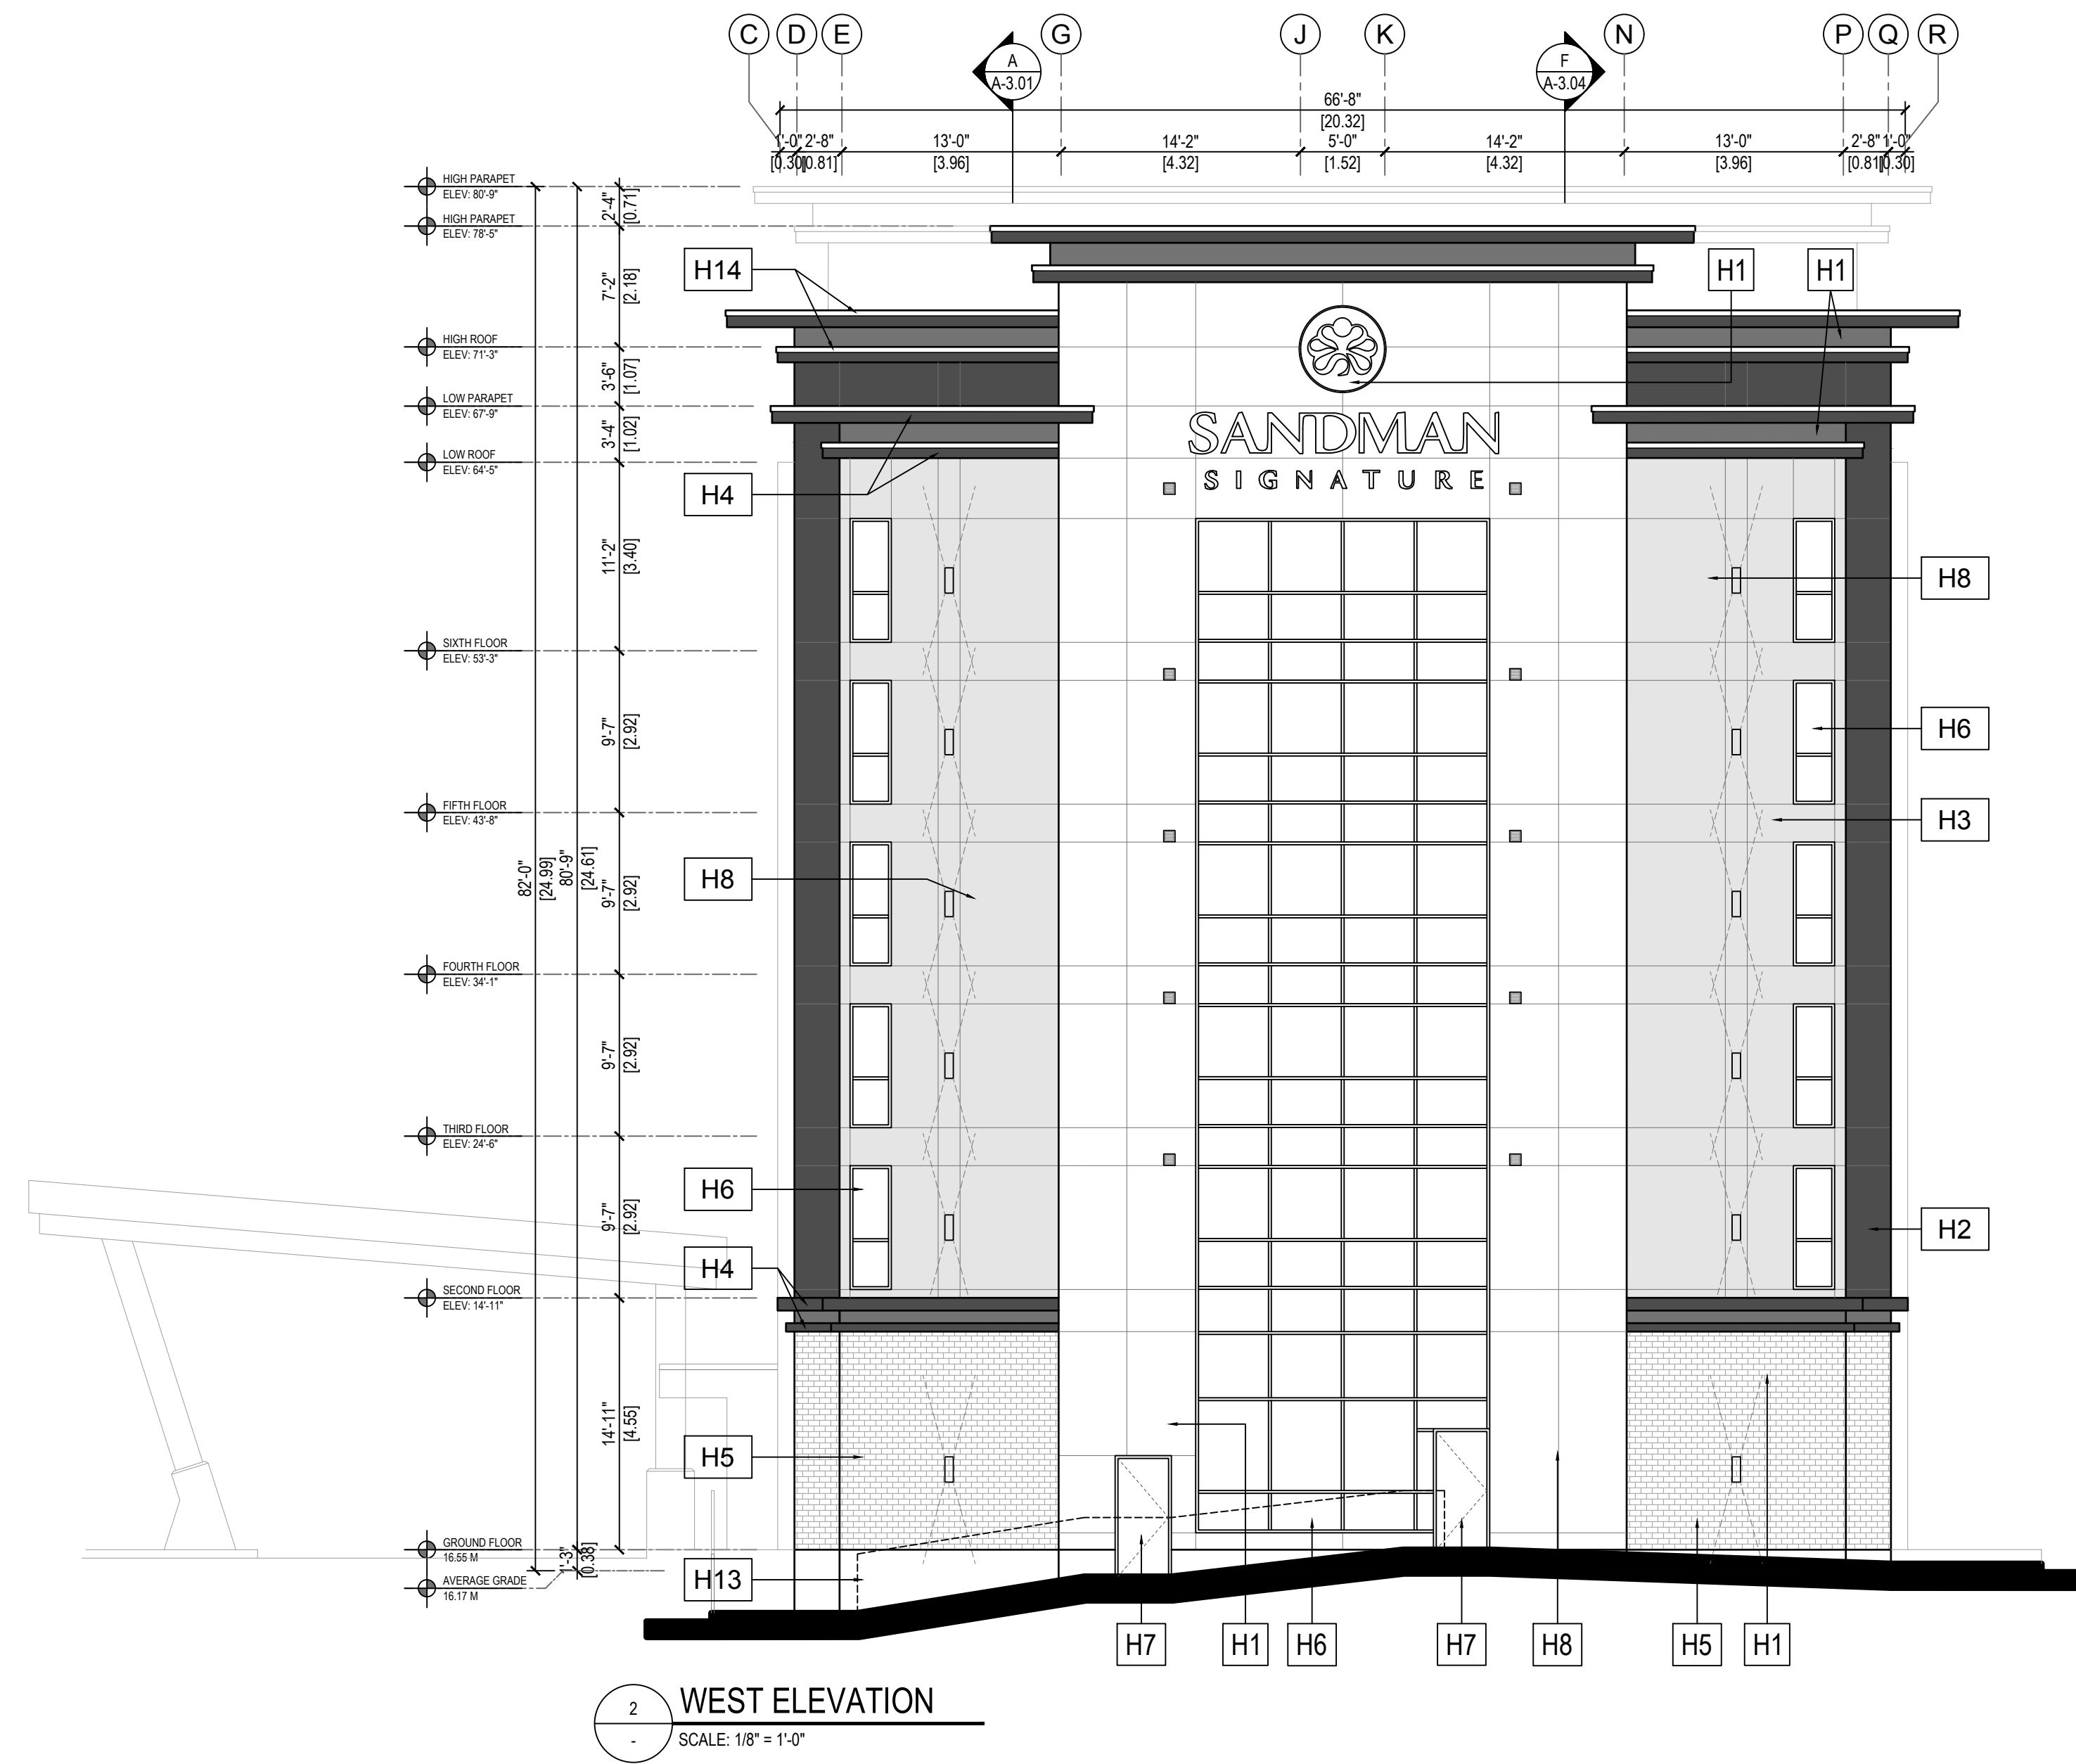 C D E G J K N P Q R
A
A-3.01
F
A-3.04
66'-8"
[20.32]
1'-0" 2'-8" 13'-0" 14'-2" 5'-0" 14'-2" 13'-0" 2'-8" 1'-0"
[0.30] [0.81] [3.96] [4.32] [1.52] [4.32] [3.96] [0.81] [0.30]
HIGH PARAPET
ELEV: 80'-9"
2'-4"
[0.71]
HIGH PARAPET
ELEV: 78'-5"
7'-2"
[2.18]
H14
H1
H1
HIGH ROOF
ELEV: 71'-3"
3'-6"
[1.07]
LOW PARAPET
ELEV: 67'-9"
3'-4"
[1.02]
SANDMAN
SIGNATURE
LOW ROOF
ELEV: 64'-5"
H4
11'-2"
[3.40]
H8
SIXTH FLOOR
ELEV: 53'-3"
9'-7"
[2.92]
H6
FIFTH FLOOR
ELEV: 43'-8"
H3
82'-0"
[24.99]
80'-9"
[24.61]
9'-7"
[2.92]
H8
FOURTH FLOOR
ELEV: 34'-1"
9'-7"
[2.92]
THIRD FLOOR
ELEV: 24'-6"
H6
9'-7"
[2.92]
H2
H4
SECOND FLOOR
ELEV: 14'-11"
14'-11"
[4.55]
H5
GROUND FLOOR
16.55 M
1'-3"
[0.38]
H13
AVERAGE GRADE
16.17 M
H7 H1 H6 H7 H8 H5 H1
2
-
WEST ELEVATION
SCALE: 1/8" = 1'-0"